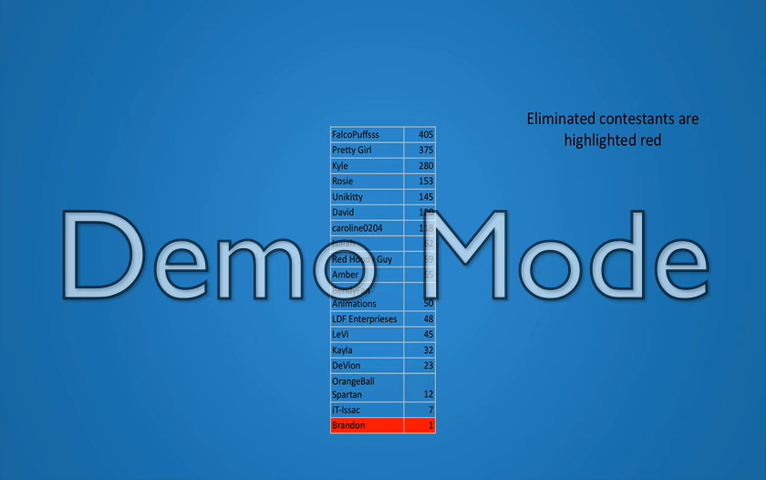 Eliminated contestants are
highlighted red
FalcoPuffsss 405
Pretty Girl 375
Kyle 280
Rosie 153
Unikitty 145
David
caroline0204
Red Hoody Guy
Amber
Animations 50
LDF Enterprieses 48
LeVi 45
Kayla 32
DeVion 23
OrangeBall
Spartan 12
IT-Issac 7
Brandon 1
Demo Mode